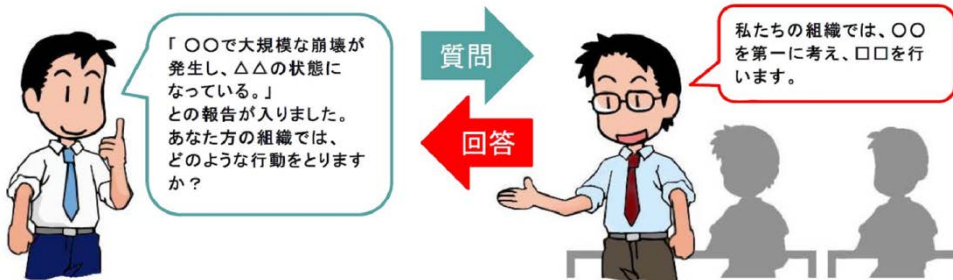 「 〇〇で大規模な崩壊が
発生し、△△の状態に
なっている。」
との報告が入りました。
あなた方の組織では、
どのような行動をとります
か？
質問
回答
私たちの組織では、〇〇
を第一に考え、□□を行
います。